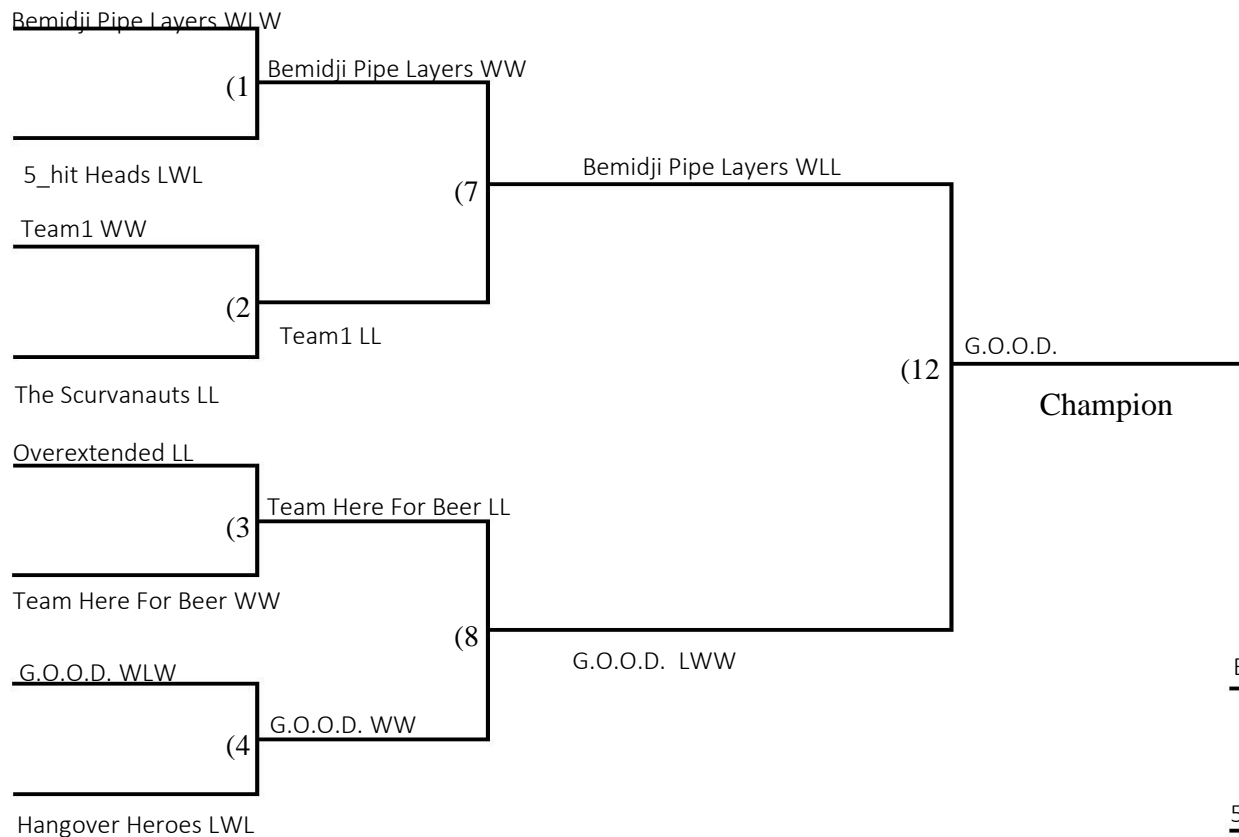 Bemidji Pipe Layers WLW
(1
Bemidji Pipe Layers WW
5_hit Heads LWL
(7
Bemidji Pipe Layers WLL
Team1 WW
(2
Team1 LL
The Scurvanauts LL
(12
G.O.O.D.
Champion
Overextended LL
(3
Team Here For Beer LL
Team Here For Beer WW
(8
G.O.O.D.  LWW
G.O.O.D. WLW
(4
G.O.O.D. WW
Hangover Heroes LWL
5